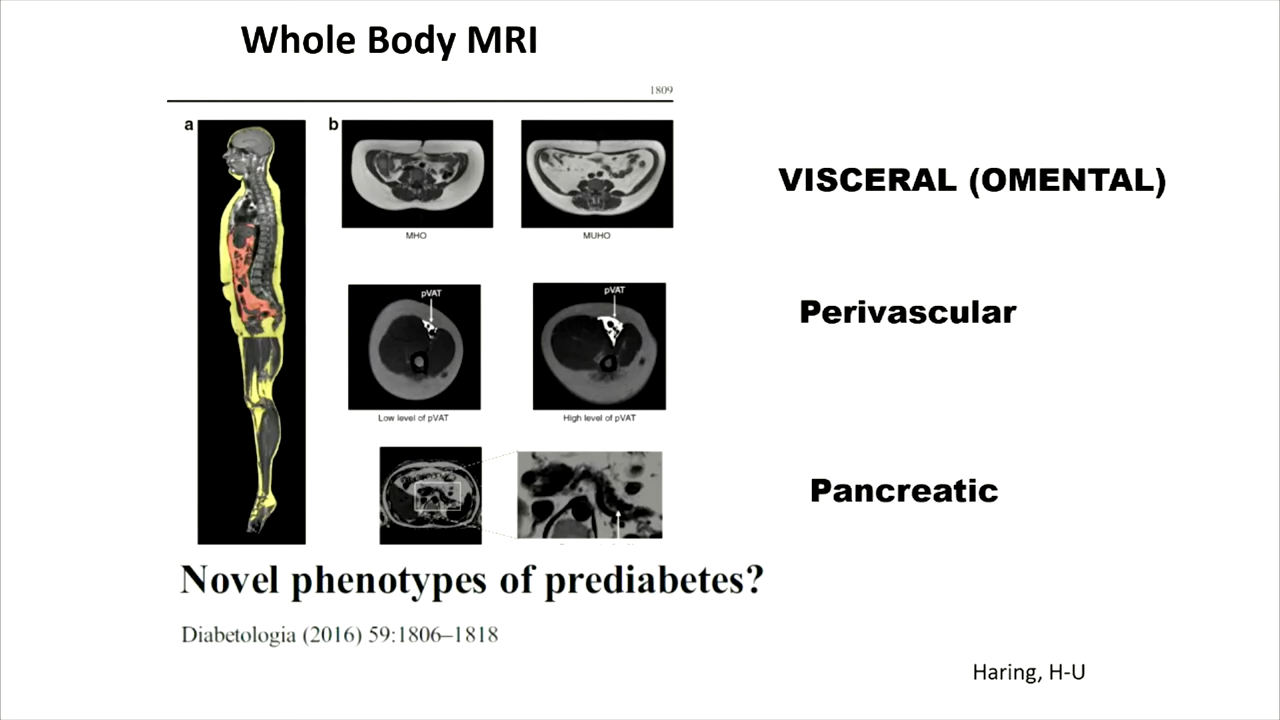 Whole Body MRI
1809
a
b
MHO
MUHO
VISCERAL (OMENTAL)
pVAT
pVAT
Perivascular
Low level of pVAT
High level of pVAT
Pancreatic
Novel phenotypes of prediabetes?
Diabetologia (2016) 59:1806–1818
Haring, H-U